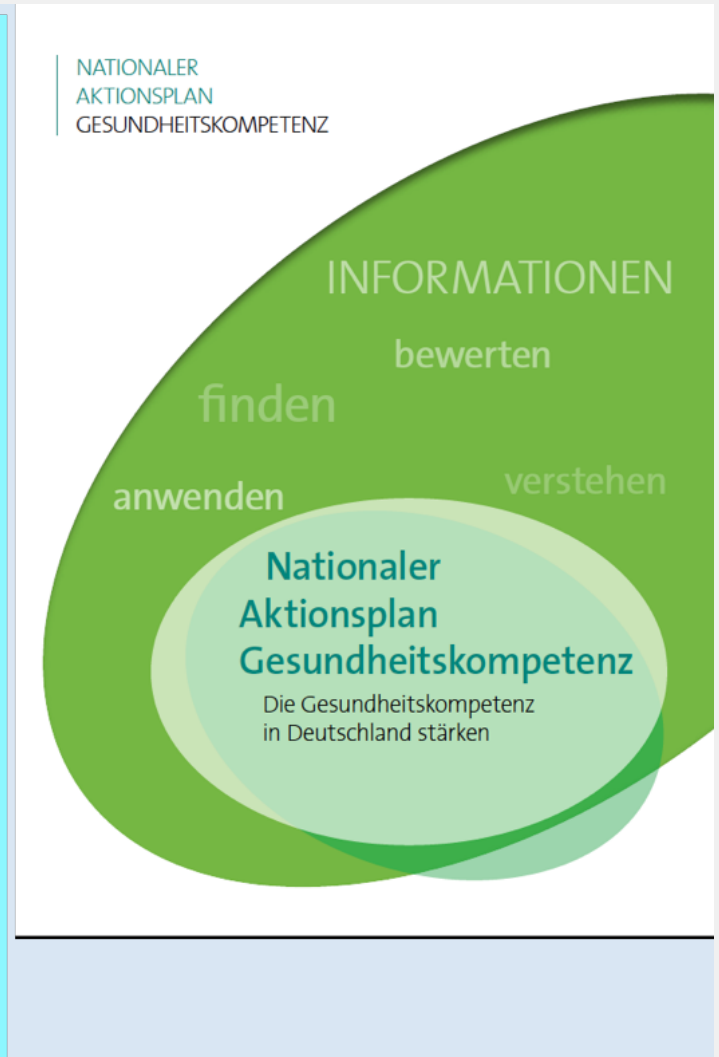 NATIONALER
AKTIONSPLAN
GESUNDHEITSKOMPETENZ
INFORMATIONEN
bewerten
finden
verstehen
anwenden
Nationaler
Aktionsplan
Gesundheitskompetenz
Die Gesundheitskompetenz
in Deutschland stärken